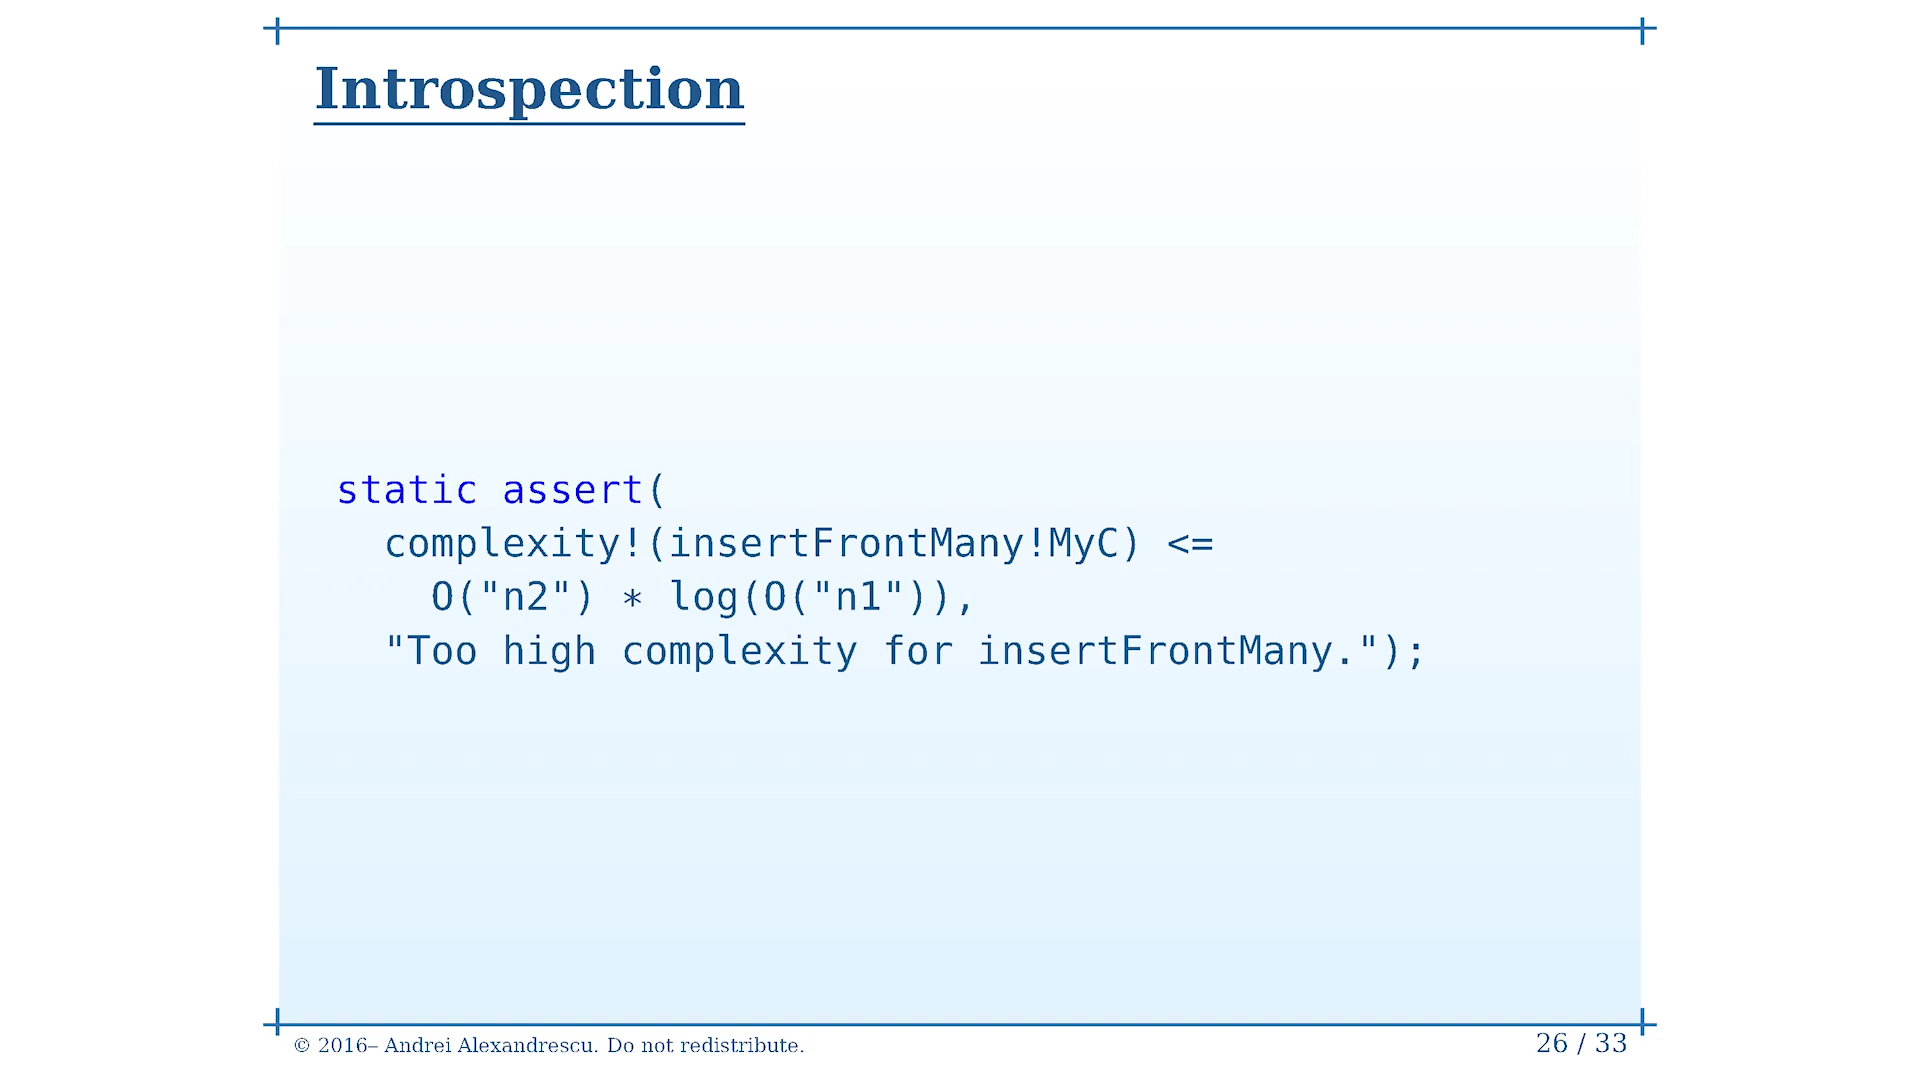 Introspection
static assert(
  complexity!(insertFrontMany!MyC) <=
    O("n2") * log(O("n1")),
  "Too high complexity for insertFrontMany.");
© 2016– Andrei Alexandrescu. Do not redistribute.
26 / 33